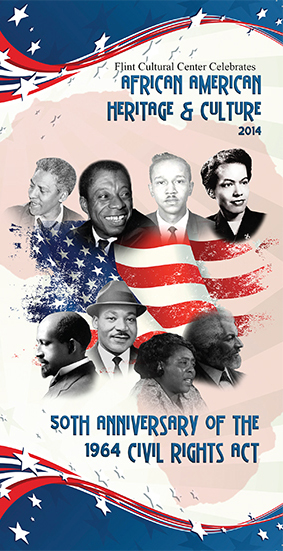 Flint Cultural Center Celebrates
AFRICAN AMERICAN
HERITAGE & CULTURE
2014
50TH ANNIVERSARY OF THE
1964 CIVIL RIGHTS ACT